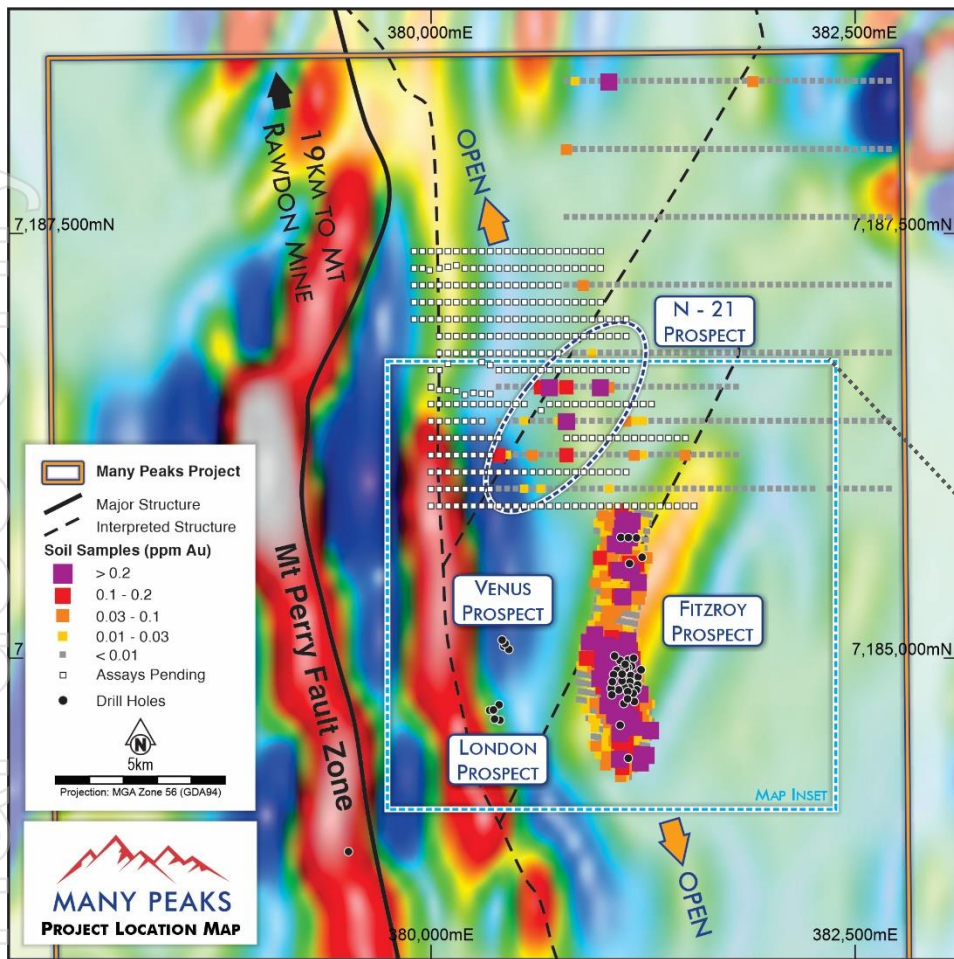 380,000mE
382,500mE
19KM TO MT
RAWDON MINE
OPEN
7,187,500mN
7,187,500mN
N - 21
PROSPECT
Many Peaks Project
Major Structure
Interpreted Structure
Soil Samples (ppm Au)
> 0.2
0.1 - 0.2
0.03 - 0.1
0.01 - 0.03
< 0.01
Assays Pending
Drill Holes
N
5km
Projection: MGA Zone 56 (GDA94)
Mt Perry Fault Zone
VENUS
PROSPECT
FITZROY
PROSPECT
7
7,185,000mN
LONDON
PROSPECT
MAP INSET
OPEN
MANY PEAKS
PROJECT LOCATION MAP
380,000mE
382,500mE